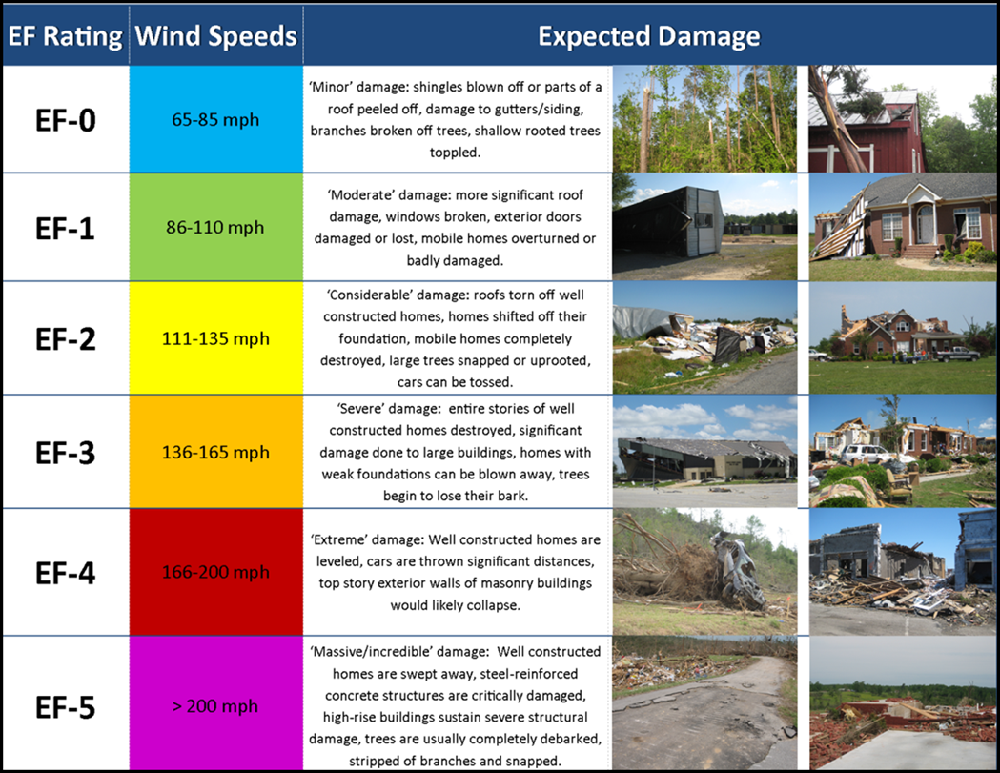 EF Rating Wind Speeds Expected Damage
EF-0
65-85 mph
‘Minor’ damage: shingles blown off or parts of a
roof peeled off, damage to gutters/siding,
branches broken off trees, shallow rooted trees
toppled.
EF-1
86-110 mph
‘Moderate’ damage: more significant roof
damage, windows broken, exterior doors
damaged or lost, mobile homes overturned or
badly damaged.
EF-2
111-135 mph
‘Considerable’ damage: roofs torn off well
constructed homes, homes shifted off their
foundation, mobile homes completely
destroyed, large trees snapped or uprooted,
cars can be tossed.
EF-3
136-165 mph
‘Severe’ damage: entire stories of well
constructed homes destroyed, significant
damage done to large buildings, homes with
weak foundations can be blown away, trees
begin to lose their bark.
EF-4
166-200 mph
‘Extreme’ damage: Well constructed homes are
leveled, cars are thrown significant distances,
top story exterior walls of masonry buildings
would likely collapse.
EF-5
> 200 mph
‘Massive/incredible’ damage: Well constructed
homes are swept away, steel-reinforced
concrete structures are critically damaged,
high-rise buildings sustain severe structural
damage, trees are usually completely debarked,
stripped of branches and snapped.